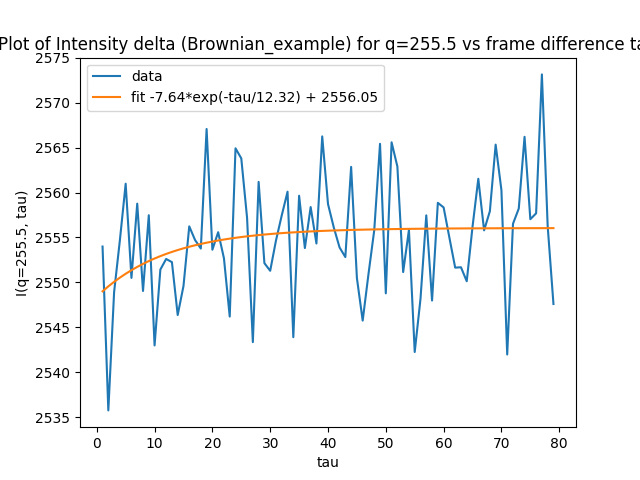 Plot of Intensity delta (Brownian_example) for q=255.5 vs frame difference ta
2575
2570
2565
2560
2555
2550
2545
2540
2535
I(q=255.5, tau)
data
fit -7.64*exp(-tau/12.32) + 2556.05
0 10 20 30 40 50 60 70 80
tau